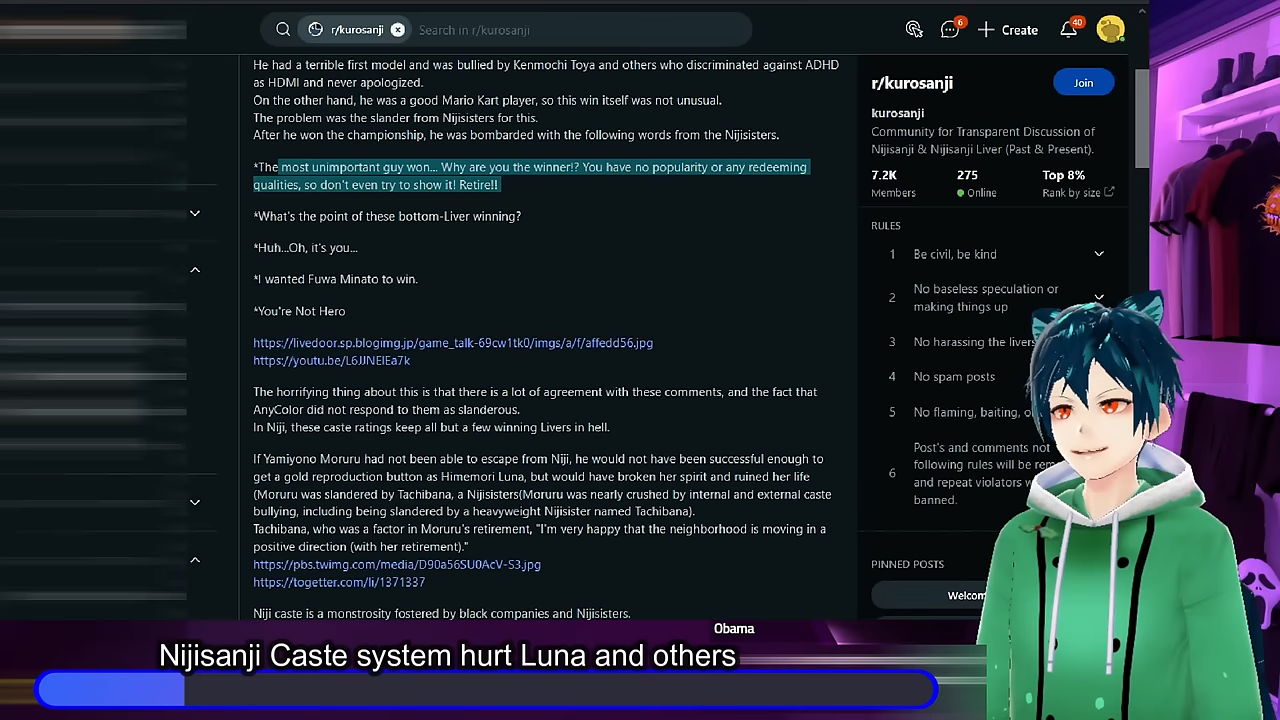 r/kurosanji
Search in r/kurosanji
6
Create
40
He had a terrible first model and was bullied by Kenmochi Toya and others who discriminated against ADHD
as HDMI and never apologized.
On the other hand, he was a good Mario Kart player, so this win itself was not unusual.
The problem was the slander from Nijisisters for this.
After he won the championship, he was bombarded with the following words from the Nijisisters.
*The most unimportant guy won... Why are you the winner!? You have no popularity or any redeeming
qualities, so don't even try to show it! Retire!!
*What's the point of these bottom-Liver winning?
*Huh...Oh, it's you...
*I wanted Fuwa Minato to win.
*You're Not Hero
https://livedoor.sp.blogimg.jp/game_talk-69cw1tk0/imgs/a/f/affedd56.jpg
https://youtu.be/L6JJNElEa7k
The horrifying thing about this is that there is a lot of agreement with these comments, and the fact that
AnyColor did not respond to them as slanderous.
In Niji, these caste ratings keep all but a few winning Livers in hell.
If Yamiyono Moruru had not been able to escape from Niji, he would not have been successful enough to
get a gold reproduction button as Himemori Luna, but would have broken her spirit and ruined her life
(Moruru was slandered by Tachibana, a Nijisisters(Moruru was nearly crushed by internal and external caste
bullying, including being slandered by a heavyweight Nijisister named Tachibana).
Tachibana, who was a factor in Moruru's retirement, "I'm very happy that the neighborhood is moving in a
positive direction (with her retirement)."
https://pbs.twimg.com/media/D90a56SU0AcV-S3.jpg
https://togetter.com/li/1371337
Niji caste is a monstrosity fostered by black companies and Nijisisters.
r/kurosanji
Join
kurosanji
Community for Transparent Discussion of
Nijisanji & Nijisanji Liver (Past & Present).
7.2K
275
Top 8%
Members
Online
Rank by size
RULES
1 Be civil, be kind
2 No baseless speculation or
making things up
3 No harassing the livers
4 No spam posts
5 No flaming, baiting, o
6 Posts and comments not
following rules will be rem
and repeat violators w
banned.
PINNED POSTS
Welcom
Obama
Nijisanji Caste system hurt Luna and others